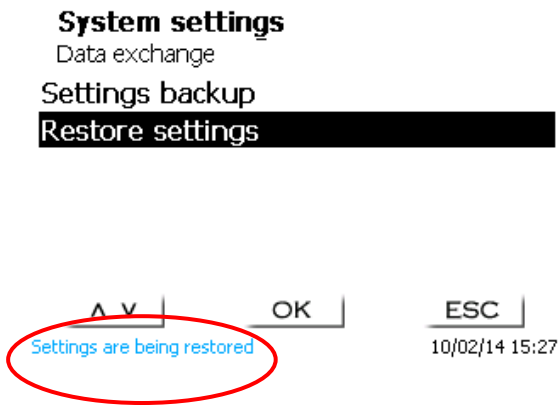 System settings
Data exchange
Settings backup
Restore settings
Λ V OK ESC
Settings are being restored 10/02/14 15:27